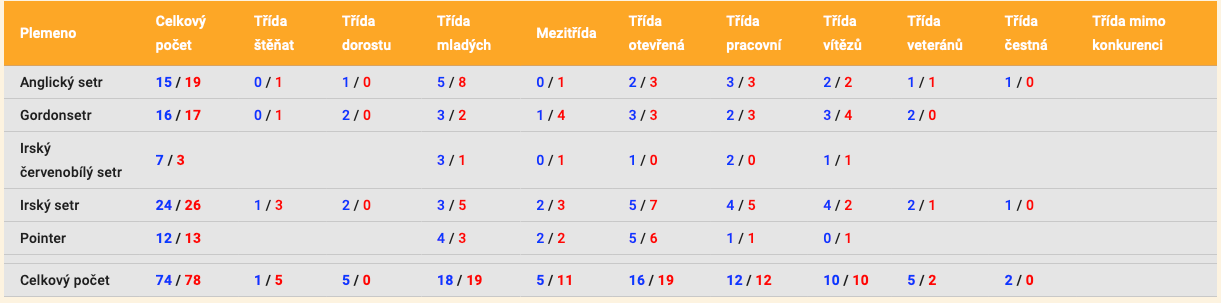 Plemeno Celkový počet Třída štěňat Třída dorostu Třída mladých Mezitřída Třída otevřená Třída pracovní Třída vítězů Třída veteránů Třída čestná Třída mimo konkurenci
Anglický setr 15 / 19 0 / 1 1 / 0 5 / 8 0 / 1 2 / 3 3 / 3 2 / 2 1 / 1 1 / 0
Gordonsetr 16 / 17 0 / 1 2 / 0 3 / 2 1 / 4 3 / 3 2 / 3 3 / 4 2 / 0
Irský červenobílý setr 7 / 3 3 / 1 0 / 1 1 / 0 2 / 0 1 / 1
Irský setr 24 / 26 1 / 3 2 / 0 3 / 5 2 / 3 5 / 7 4 / 5 4 / 2 2 / 1 1 / 0
Pointer 12 / 13 4 / 3 2 / 2 5 / 6 1 / 1 0 / 1
Celkový počet 74 / 78 1 / 5 5 / 0 18 / 19 5 / 11 16 / 19 12 / 12 10 / 10 5 / 2 2 / 0